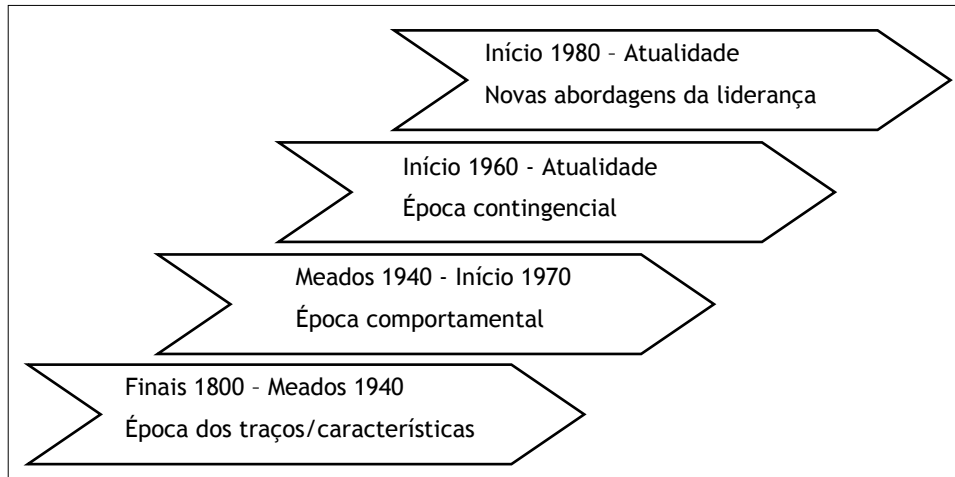 Início 1980 – Atualidade
Novas abordagens da liderança
Início 1960 - Atualidade
Época contingencial
Meados 1940 - Início 1970
Época comportamental
Finais 1800 – Meados 1940
Época dos traços/características